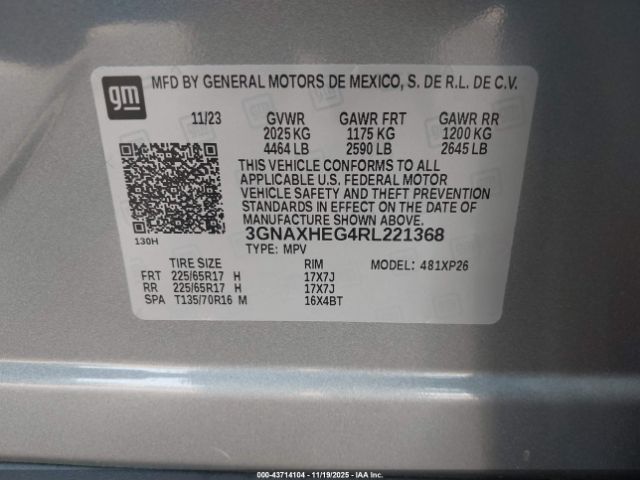 gm
MFD BY GENERAL MOTORS DE MEXICO, S. DE R.L. DE C.V.
11/23 GVWR GAWR FRT GAWR RR
2025 KG 1175 KG 1200 KG
4464 LB 2590 LB 2645 LB
THIS VEHICLE CONFORMS TO ALL
APPLICABLE U.S. FEDERAL MOTOR
VEHICLE SAFETY AND THEFT PREVENTION
STANDARDS IN EFFECT ON THE DATE OF
MANUFACTURE SHOWN ABOVE.
130H
3GNAXHEG4RL221368
TYPE: MPV
TIRE SIZE RIM MODEL: 481XP26
FRT 225/65R17 H 17X7J
RR 225/65R17 H 17X7J
SPA T135/70R16 M 16X4BT
000-43714104 - 11/19/2025 - IAAI.COM